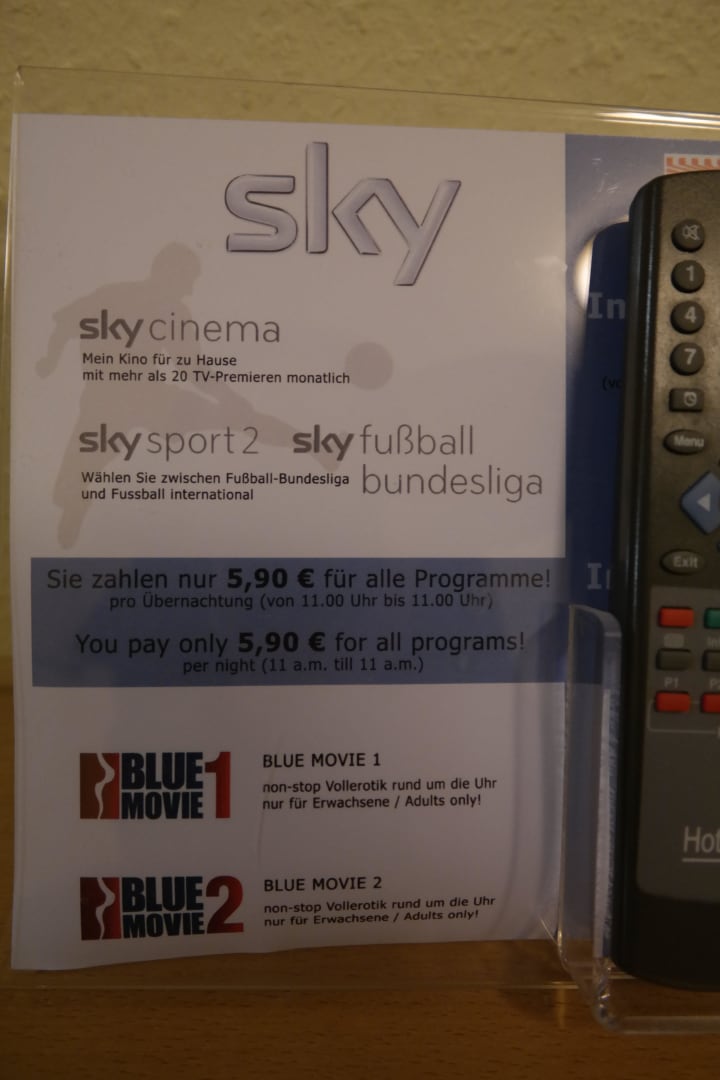 sky
sky cinema
Mein Kino für zu Hause
mit mehr als 20 TV-Premieren monatlich
sky sport 2
sky fußball
bundesliga
Wählen Sie zwischen Fußball-Bundesliga
und Fussball international
Sie zahlen nur 5,90 € für alle Programme!
pro Übernachtung (von 11.00 Uhr bis 11.00 Uhr)
You pay only 5,90 € for all programs!
per night (11 a.m. till 11 a.m.)
BLUE MOVIE 1
BLUE MOVIE 1
non-stop Vollerotik rund um die Uhr
nur für Erwachsene / Adults only!
BLUE MOVIE 2
BLUE MOVIE 2
non-stop Vollerotik rund um die Uhr
nur für Erwachsene / Adults only!
In
1
4
7
Menu
Exit
P1
Hot